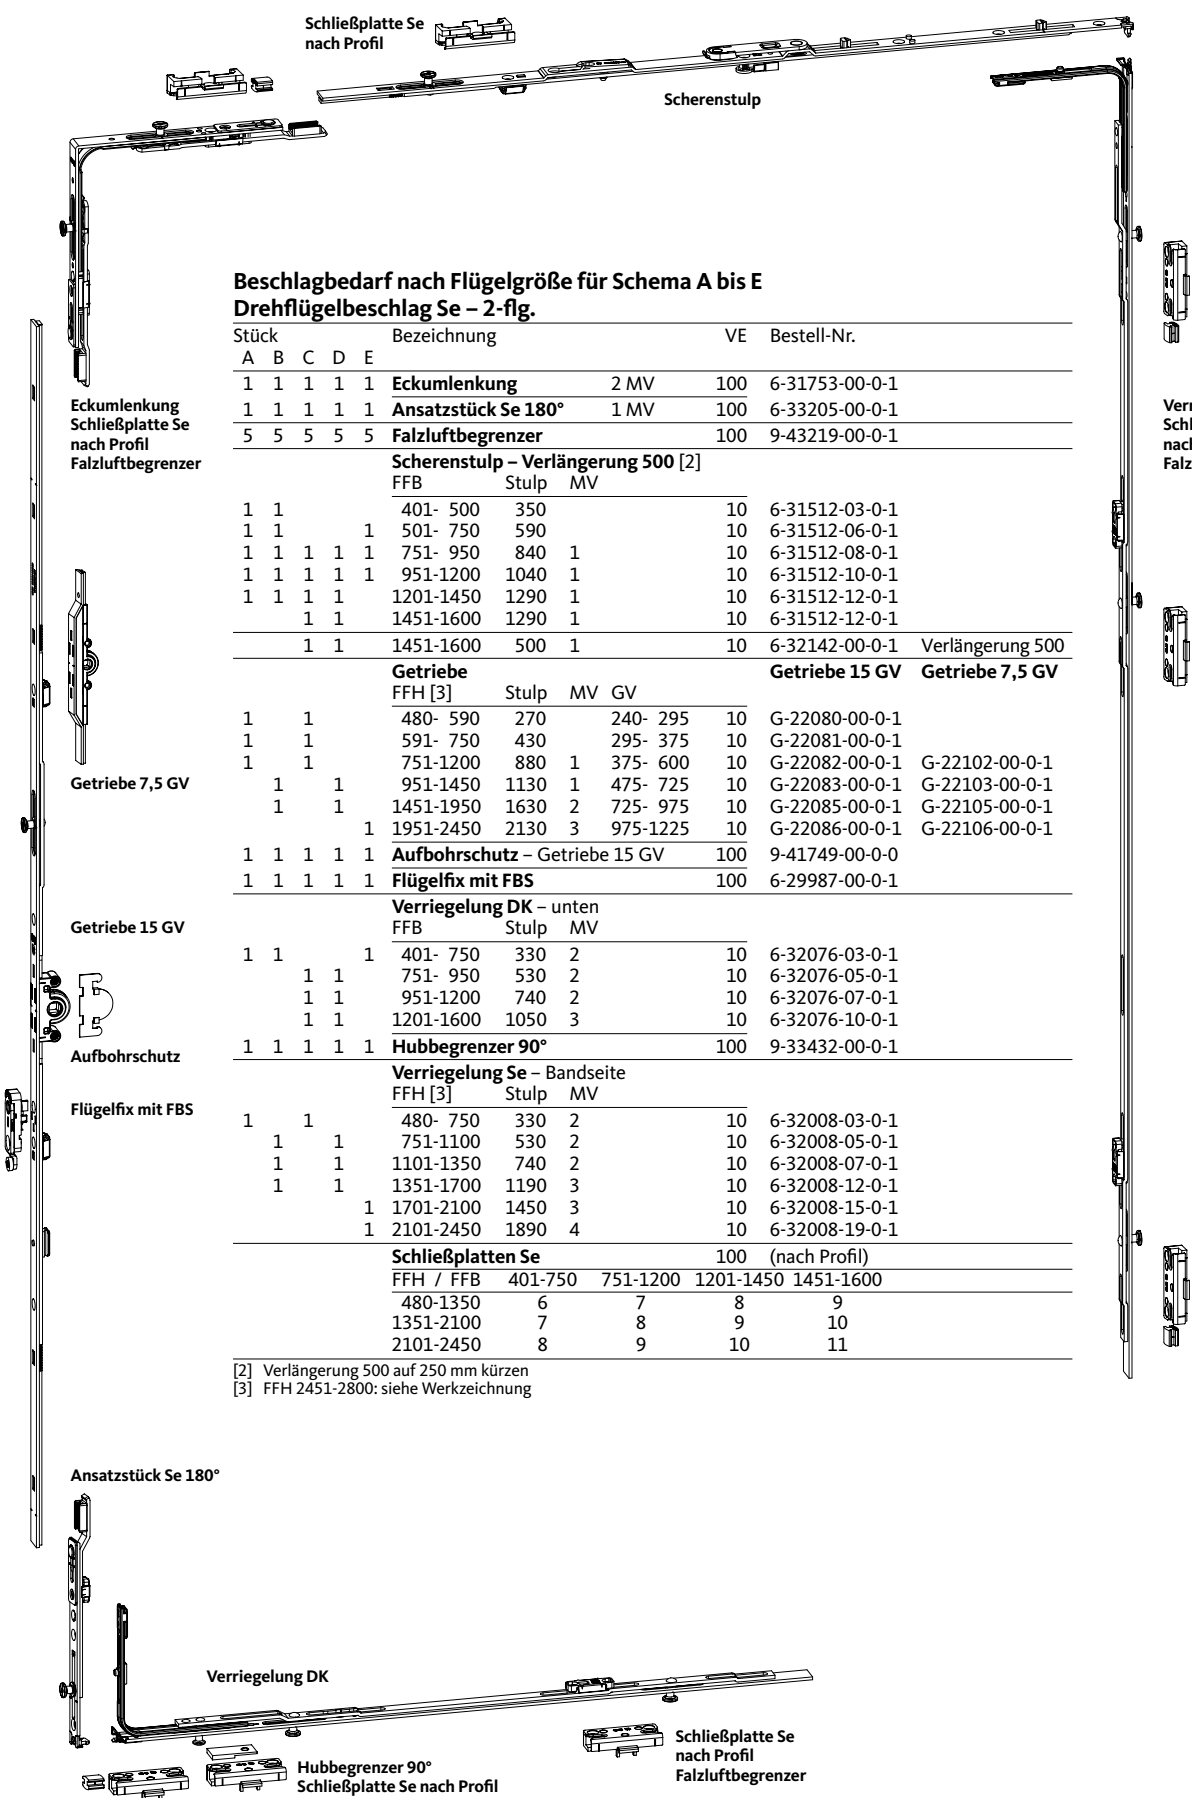 Schließplatte Se
nach Profil
Scherenstulp
Beschlagbedarf nach Flügelgröße für Schema A bis E
Drehflügelbeschlag Se – 2-flg.
Stück Bezeichnung VE Bestell-Nr.
A B C D E
1 1 1 1 1 Eckumlenkung 2 MV 100 6-31753-00-0-1
1 1 1 1 1 Ansatzstück Se 180° 1 MV 100 6-33205-00-0-1
5 5 5 5 5 Falzluftbegrenzer 100 9-43219-00-0-1
Scherenstulp – Verlängerung 500 [2]
FFB Stulp MV
1 1 401- 500 350 10 6-31512-03-0-1
1 1 1 501- 750 590 10 6-31512-06-0-1
1 1 1 1 1 751- 950 840 1 10 6-31512-08-0-1
1 1 1 1 1 951-1200 1040 1 10 6-31512-10-0-1
1 1 1 1 1201-1450 1290 1 10 6-31512-12-0-1
1 1 1451-1600 1290 1 10 6-31512-12-0-1
1 1 1451-1600 500 1 10 6-32142-00-0-1 Verlängerung 500
Getriebe Getriebe 15 GV Getriebe 7,5 GV
FFH [3] Stulp MV GV
1 1 480- 590 270 240- 295 10 G-22080-00-0-1
1 1 591- 750 430 295- 375 10 G-22081-00-0-1
1 1 751-1200 880 1 375- 600 10 G-22082-00-0-1 G-22102-00-0-1
1 1 951-1450 1130 1 475- 725 10 G-22083-00-0-1 G-22103-00-0-1
1 1 1451-1950 1630 2 725- 975 10 G-22085-00-0-1 G-22105-00-0-1
1 1951-2450 2130 3 975-1225 10 G-22086-00-0-1 G-22106-00-0-1
1 1 1 1 1 Aufbohrschutz – Getriebe 15 GV 100 9-41749-00-0-0
1 1 1 1 1 Flügelfix mit FBS 100 6-29987-00-0-1
Verriegelung DK – unten
FFB Stulp MV
1 1 1 401- 750 330 2 10 6-32076-03-0-1
1 1 751- 950 530 2 10 6-32076-05-0-1
1 1 951-1200 740 2 10 6-32076-07-0-1
1 1 1201-1600 1050 3 10 6-32076-10-0-1
1 1 1 1 1 Hubbegrenzer 90° 100 9-33432-00-0-1
Verriegelung Se – Bandseite
FFH [3] Stulp MV
1 1 480- 750 330 2 10 6-32008-03-0-1
1 1 751-1100 530 2 10 6-32008-05-0-1
1 1 1101-1350 740 2 10 6-32008-07-0-1
1 1 1351-1700 1190 3 10 6-32008-12-0-1
1 1701-2100 1450 3 10 6-32008-15-0-1
1 2101-2450 1890 4 10 6-32008-19-0-1
Schließplatten Se 100 (nach Profil)
FFH / FFB 401-750 751-1200 1201-1450 1451-1600
480-1350 6 7 8 9
1351-2100 7 8 9 10
2101-2450 8 9 10 11
[2] Verlängerung 500 auf 250 mm kürzen
[3] FFH 2451-2800: siehe Werkzeichnung
Eckumlenkung
Schließplatte Se
nach Profil
Falzluftbegrenzer
Getriebe 7,5 GV
Getriebe 15 GV
Aufbohrschutz
Flügelfix mit FBS
Ansatzstück Se 180°
Verriegelung DK
Hubbegrenzer 90°
Schließplatte Se nach Profil
Schließplatte Se
nach Profil
Falzluftbegrenzer